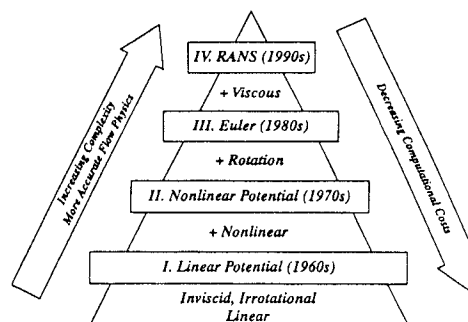 IV. RANS (1990s)
+ Viscous
III. Euler (1980s)
+ Rotation
II. Nonlinear Potential (1970s)
+ Nonlinear
I. Linear Potential (1960s)
Inviscid, Irrotational
Linear
Increasing Complexity
More Accurate Flow Physics
Decreasing Computational Costs